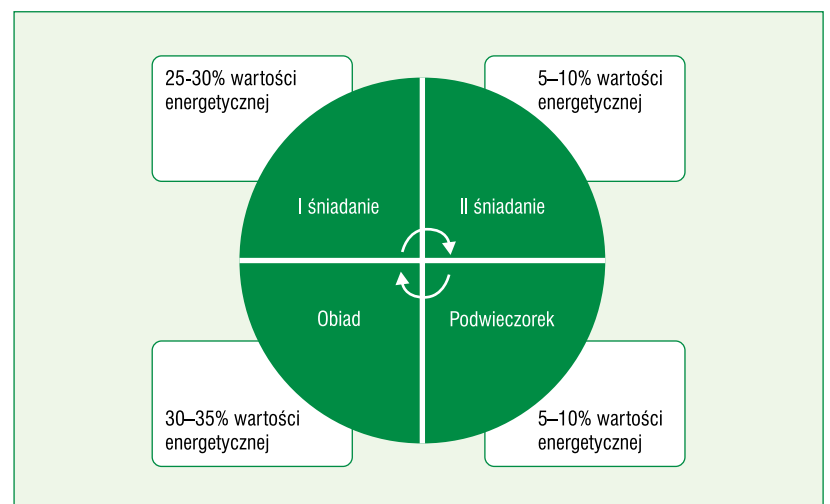 25-30% wartości
energetycznej
5–10% wartości
energetycznej
I śniadanie
II śniadanie
Obiad
Podwieczorek
30–35% wartości
energetycznej
5–10% wartości
energetycznej